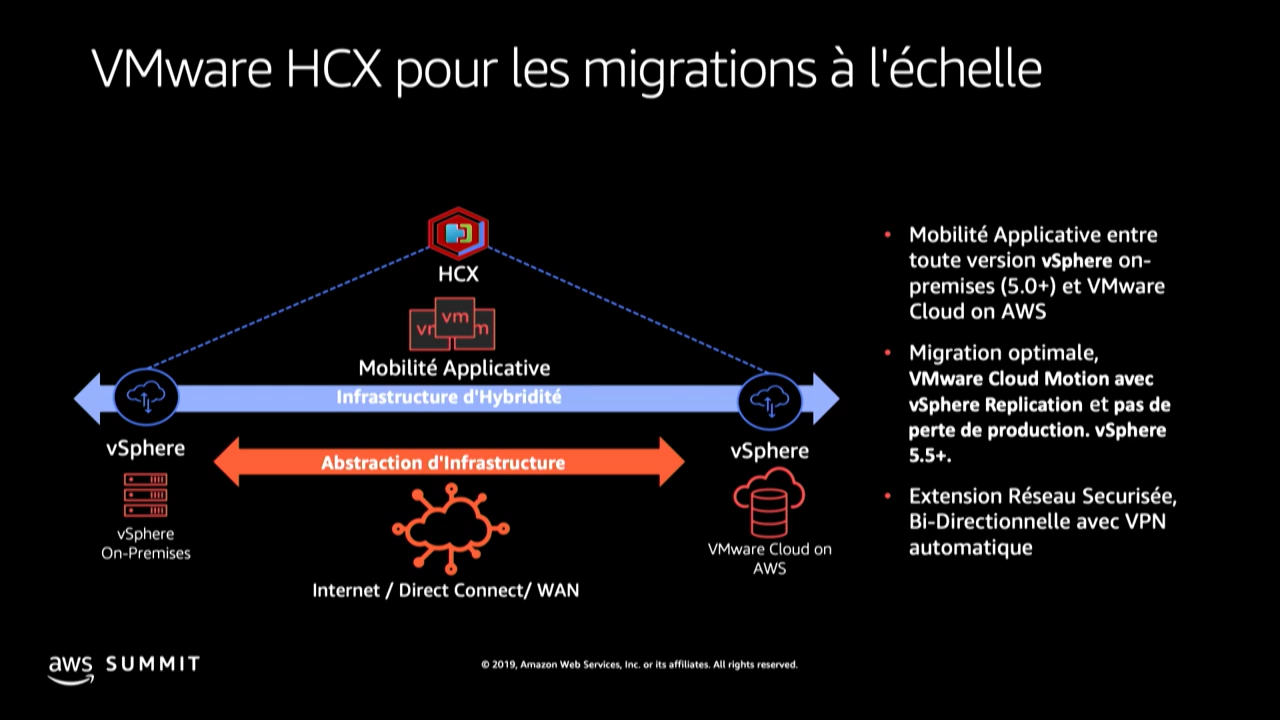 VMware HCX pour les migrations à l'échelle
HCX
vm
vm
m
Mobilité Applicative
Infrastructure d'Hybridité
vSphere
Abstraction d'Infrastructure
vSphere
vSphere
On-Premises
VMware Cloud on
AWS
Internet / Direct Connect/ WAN
• Mobilité Applicative entre
toute version vSphere on-
premises (5.0+) et VMware
Cloud on AWS
• Migration optimale,
VMware Cloud Motion avec
vSphere Replication et pas de
perte de production. vSphere
5.5+.
• Extension Réseau Securisée,
Bi-Directionnelle avec VPN
automatique
aws SUMMIT
© 2019, Amazon Web Services, Inc. or its affiliates. All rights reserved.